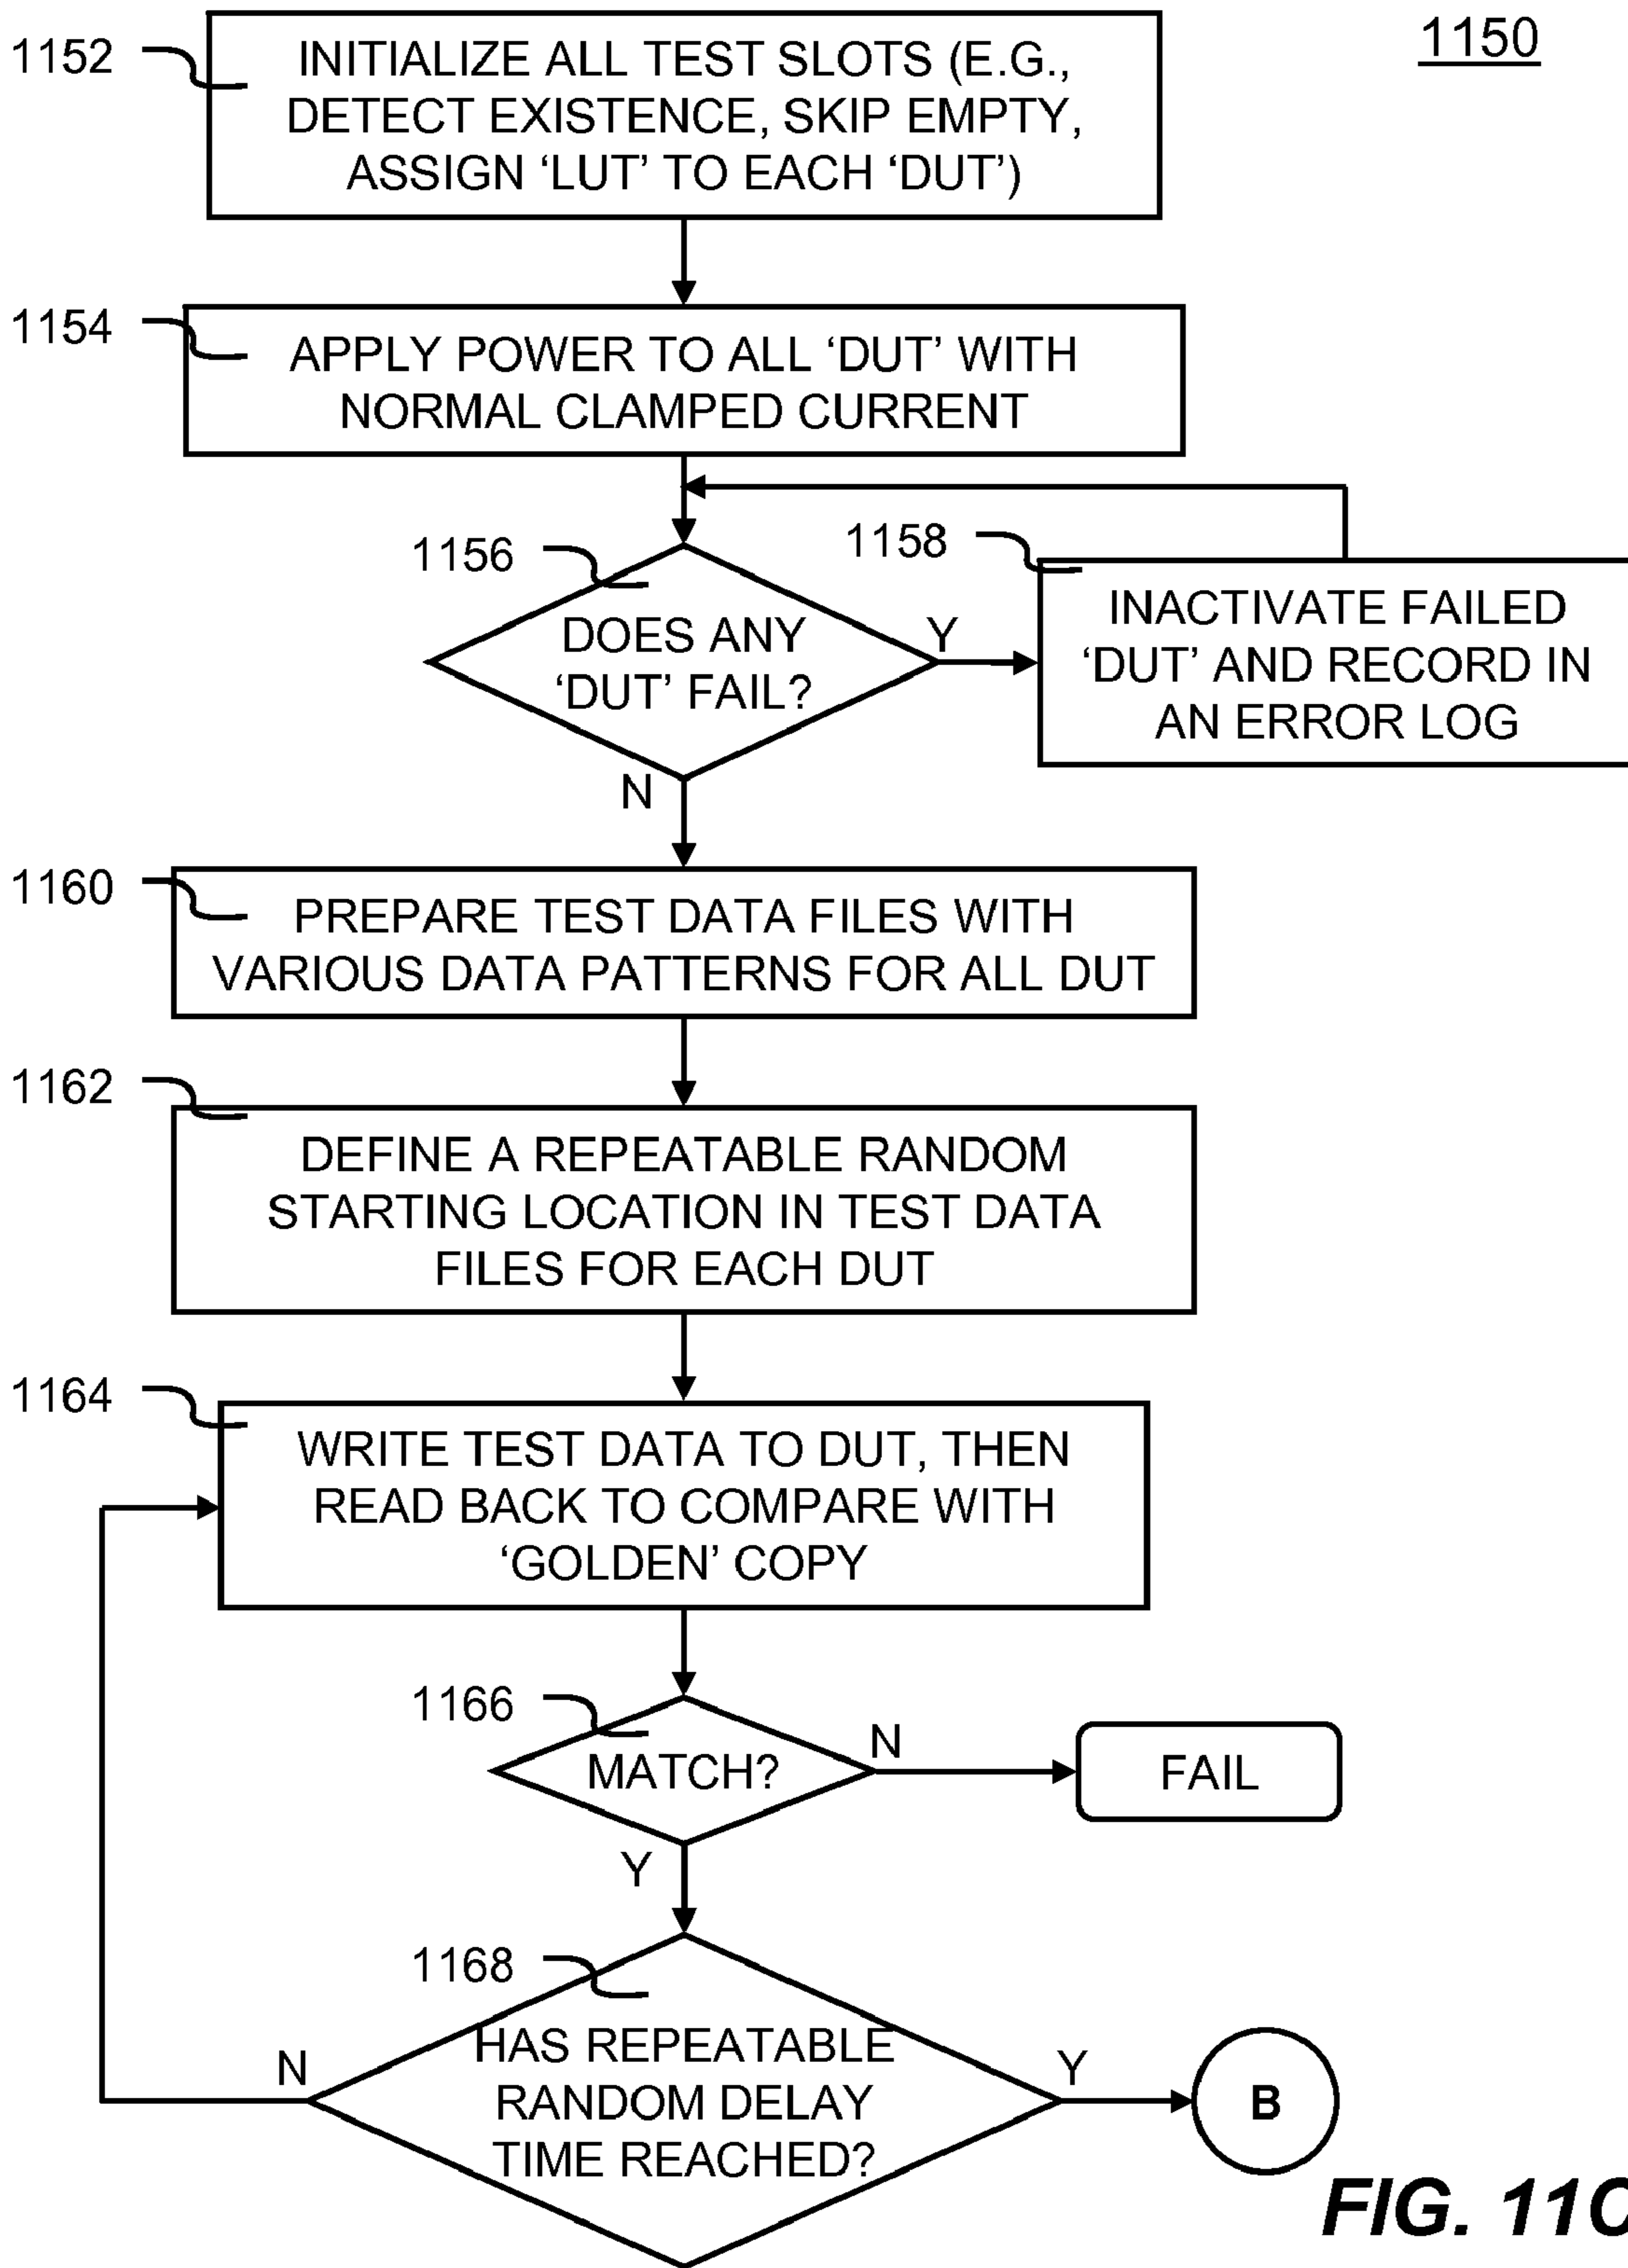 1150
1152
INITIALIZE ALL TEST SLOTS (E.G.,
DETECT EXISTENCE, SKIP EMPTY,
ASSIGN ‘LUT’ TO EACH ‘DUT’)
1154
APPLY POWER TO ALL ‘DUT’ WITH
NORMAL CLAMPED CURRENT
1156
DOES ANY
‘DUT’ FAIL?
Y
N
1158
INACTIVATE FAILED
‘DUT’ AND RECORD IN
AN ERROR LOG
1160
PREPARE TEST DATA FILES WITH
VARIOUS DATA PATTERNS FOR ALL DUT
1162
DEFINE A REPEATABLE RANDOM
STARTING LOCATION IN TEST DATA
FILES FOR EACH DUT
1164
WRITE TEST DATA TO DUT, THEN
READ BACK TO COMPARE WITH
‘GOLDEN’ COPY
1166
MATCH?
N
FAIL
Y
1168
HAS REPEATABLE
RANDOM DELAY
TIME REACHED?
N
Y
B
FIG. 11C